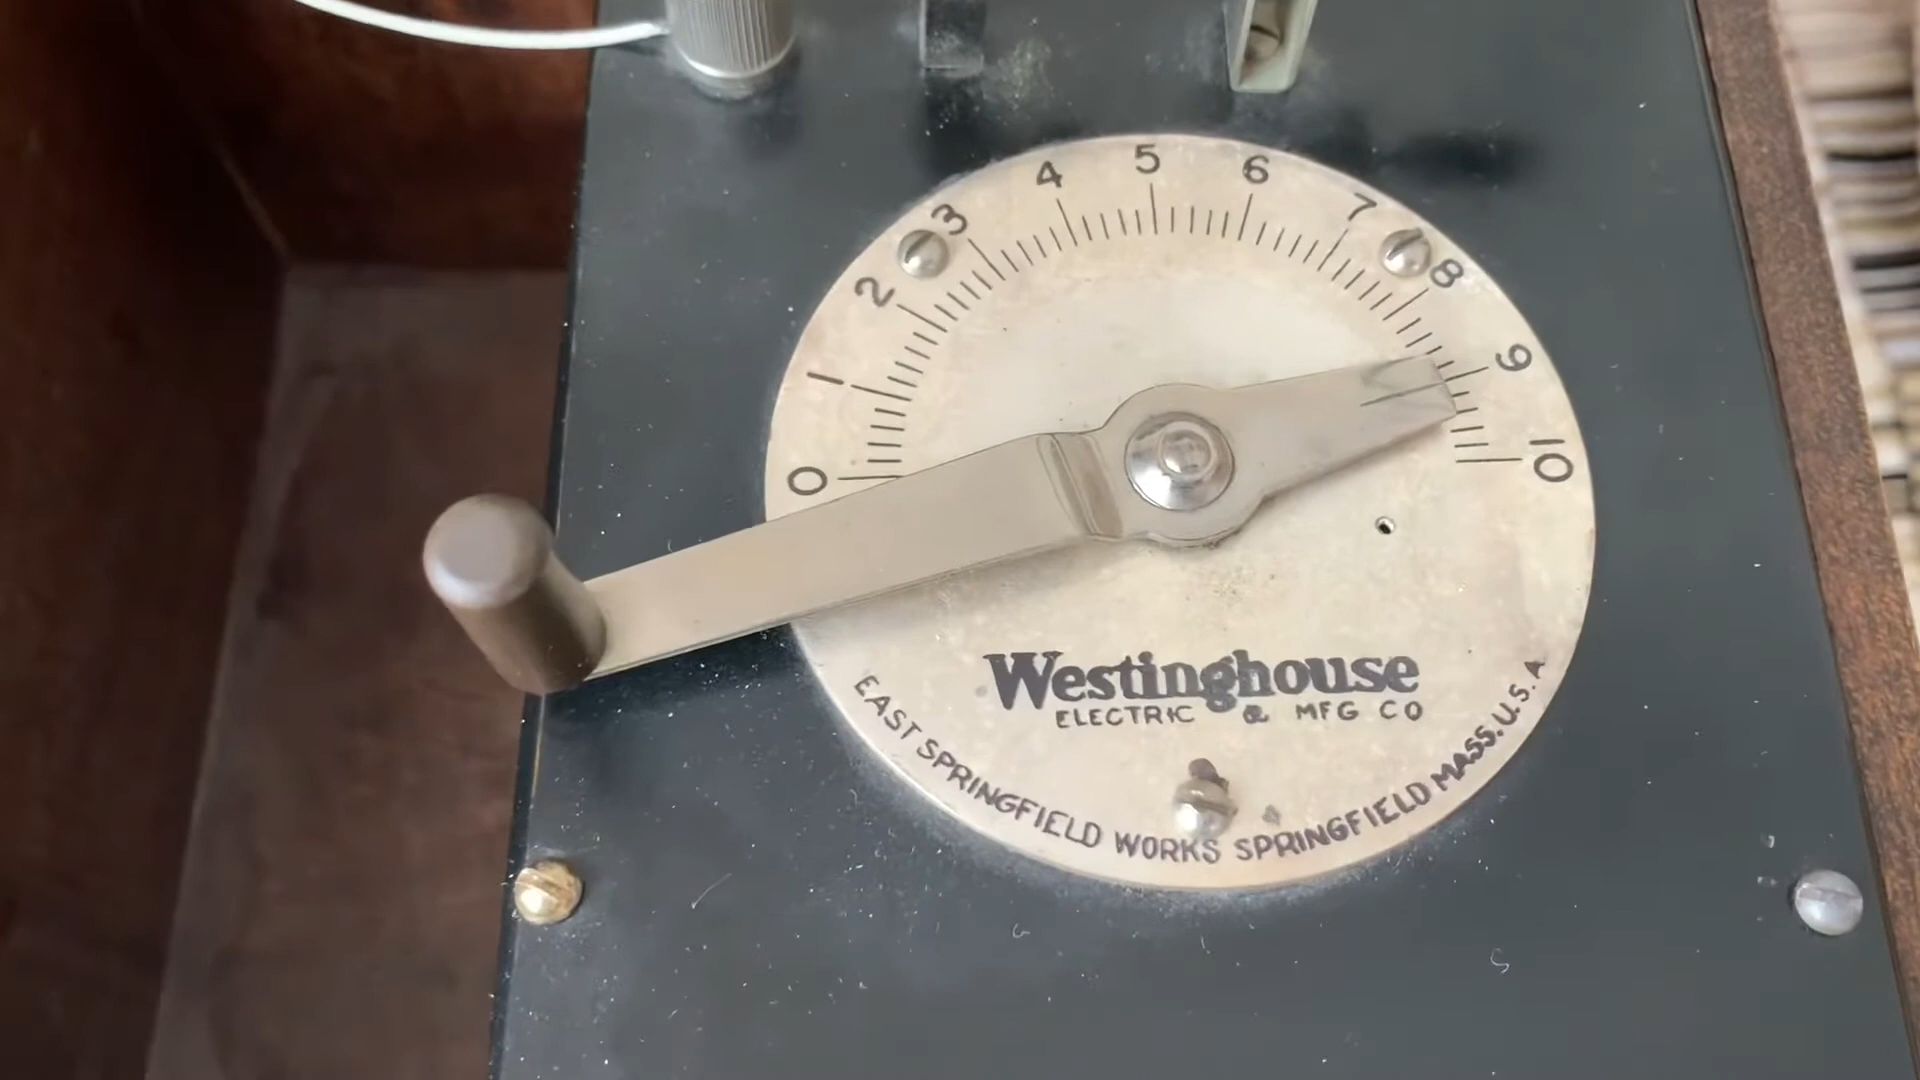 0 1 2 3 4 5 6 7 8 9 10
Westinghouse
ELECTRIC & MFG CO
EAST SPRINGFIELD WORKS SPRINGFIELD MASS. U.S.A